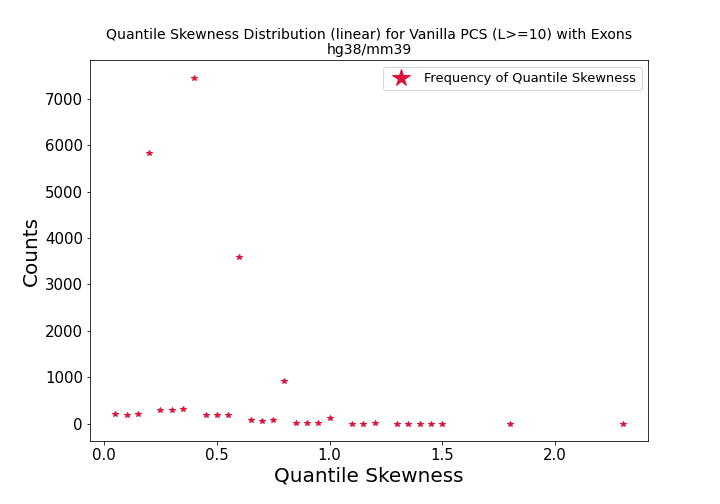 Quantile Skewness Distribution (linear) for Vanilla PCS (L>=10) with Exons
hg38/mm39
Frequency of Quantile Skewness
7000
6000
5000
4000
3000
2000
1000
0
Counts
0.0 0.5 1.0 1.5 2.0
Quantile Skewness